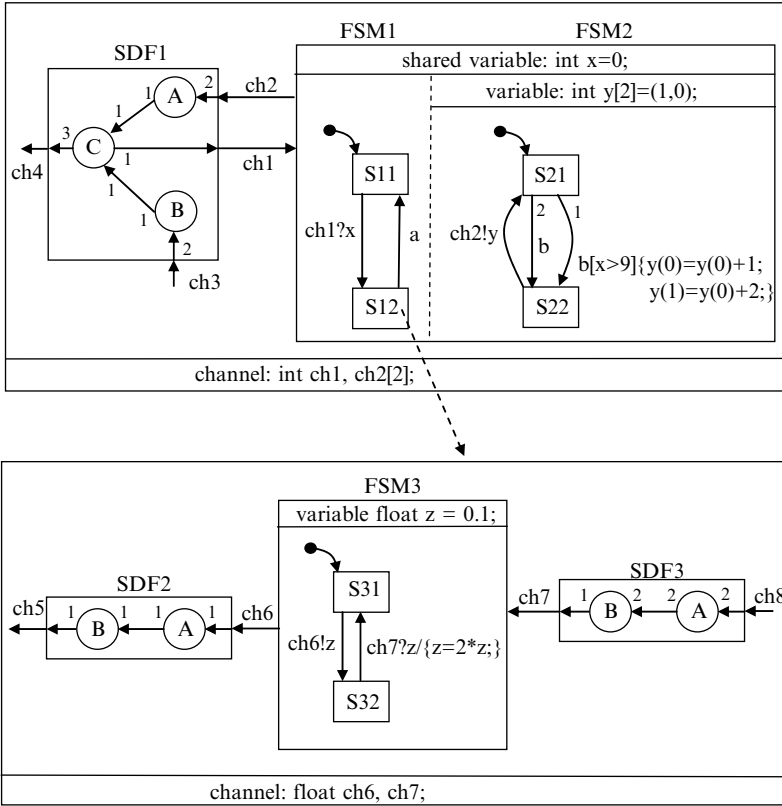 FSM1 FSM2
SDF1
shared variable: int x=0;
variable: int y[2]=(1,0);
A
1 2 ch2
1
3 C 1
ch4 ch1
1
1 B
2
ch3
S11
ch1?x a
S12
S21
2 1
ch2!y b
b[x>9]{y(0)=y(0)+1;
y(1)=y(0)+2;}
S22
channel: int ch1, ch2[2];
FSM3
variable float z = 0.1;
SDF2
ch5 1 B 1 1 A 1 ch6
S31
ch6!z ch7?z/{z=2*z;}
S32
SDF3
ch7 1 B 2 2 A 2 ch8
channel: float ch6, ch7;